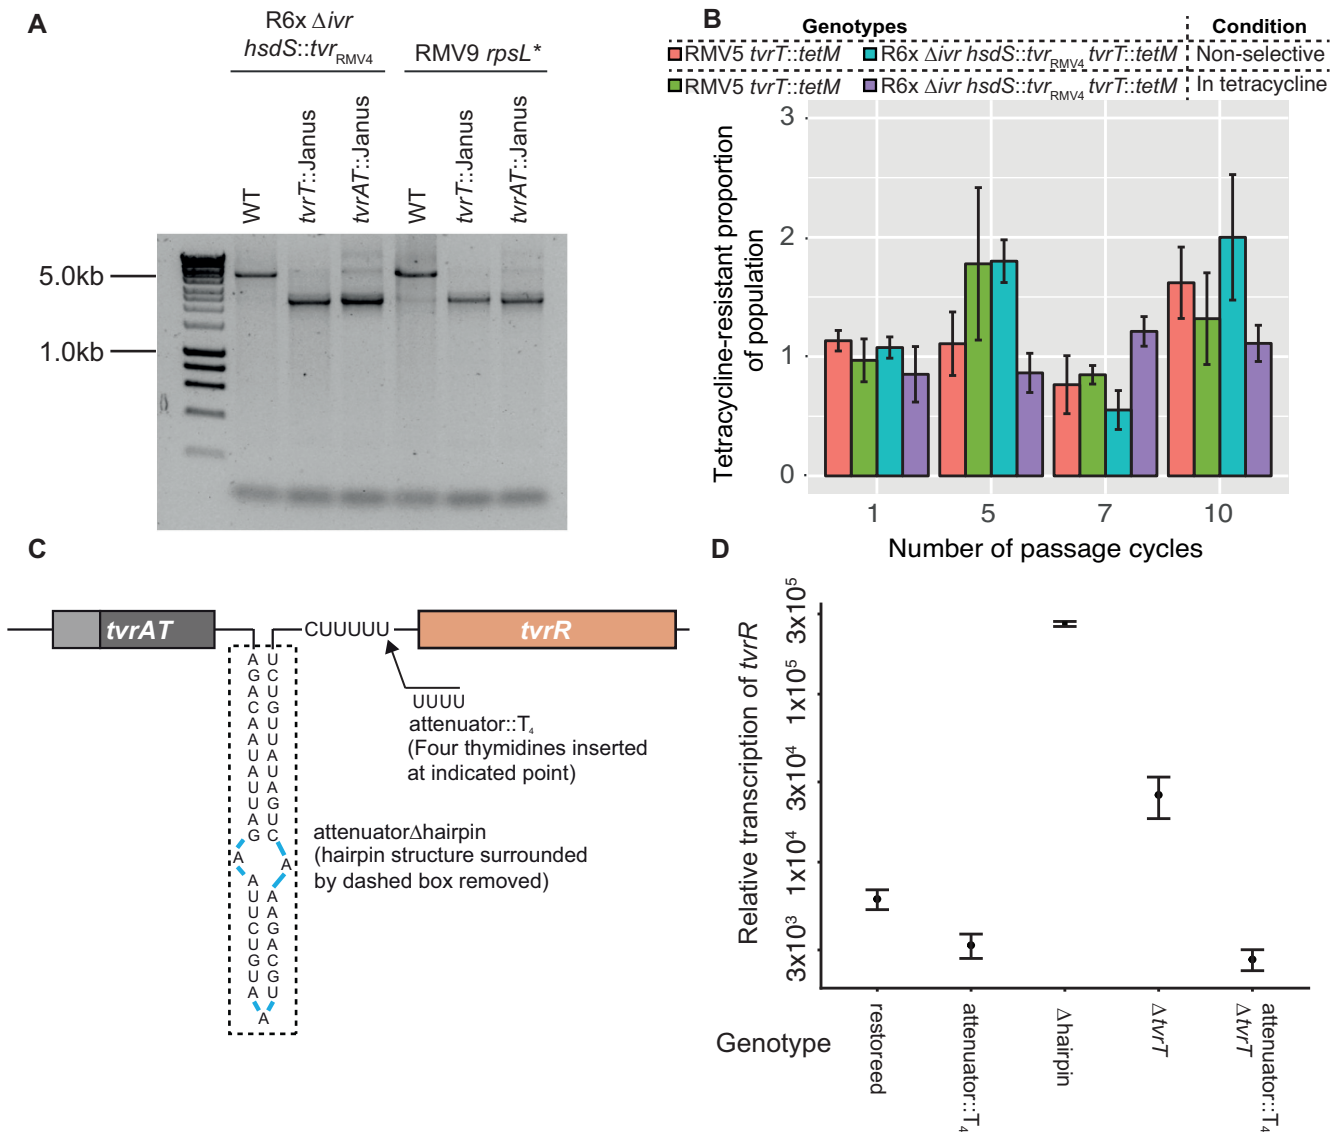 A
R6x Δivr
hsdS::tvrRMV4
RMV9 rpsL*
WT
tvrT::Janus
tvrAT::Janus
WT
tvrT::Janus
tvrAT::Janus
5.0kb
1.0kb
B
Genotypes
Condition
RMV5 tvrT::tetM
R6x Δivr hsdS::tvrRMV4 tvrT::tetM
Non-selective
RMV5 tvrT::tetM
R6x Δivr hsdS::tvrRMV4 tvrT::tetM
In tetracycline
Tetracycline-resistant proportion
of population
3
2
1
0
1
5
7
10
Number of passage cycles
C
tvrAT
CUUUUU
tvrR
UUUU
attenuator::T4
(Four thymidines inserted
at indicated point)
A U
G C
A U
C G
A U
A U
U A
A U
U A
U G
A U
G C
A
A
A A
U A
U G
C A
U C
G G
U U
A
A
attenuatorΔhairpin
(hairpin structure surrounded
by dashed box removed)
D
Relative transcription of tvrR
3x10⁵
1x10⁵
3x10⁴
1x10⁴
3x10³
Genotype
restoreed
attenuator::T4
Δhairpin
ΔtvrT
attenuator::T4
ΔtvrT